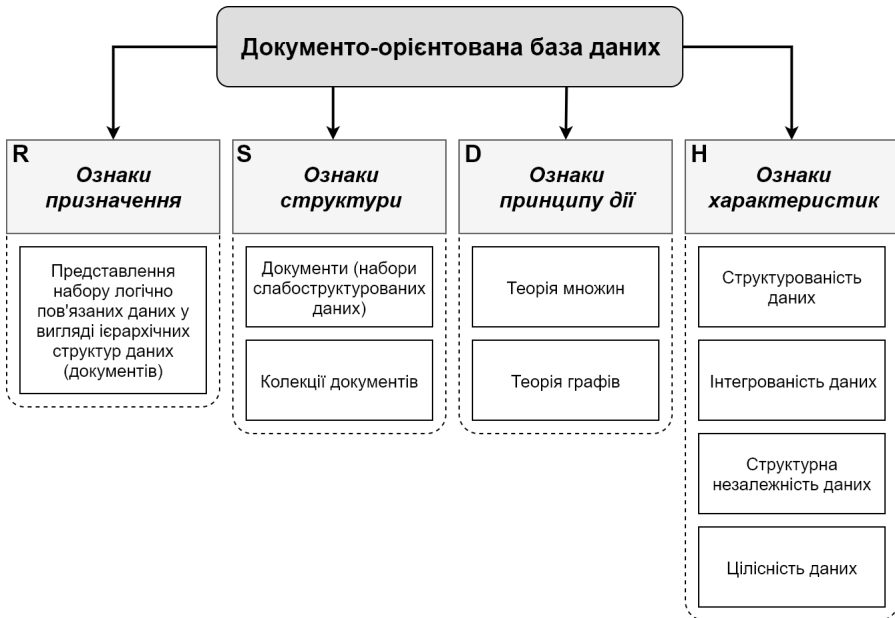 Документо-орієнтована база даних
R
Ознаки
призначення
Представлення
набору логічно
пов'язаних даних у
вигляді ієрархічних
структур даних
(документів)
S
Ознаки
структури
Документи (набори
слабоструктурованих
даних)
Колекції документів
D
Ознаки
принципу дії
Теорія множин
Теорія графів
H
Ознаки
характеристик
Структурованість
даних
Інтегрованість даних
Структурна
незалежність даних
Цілісність даних